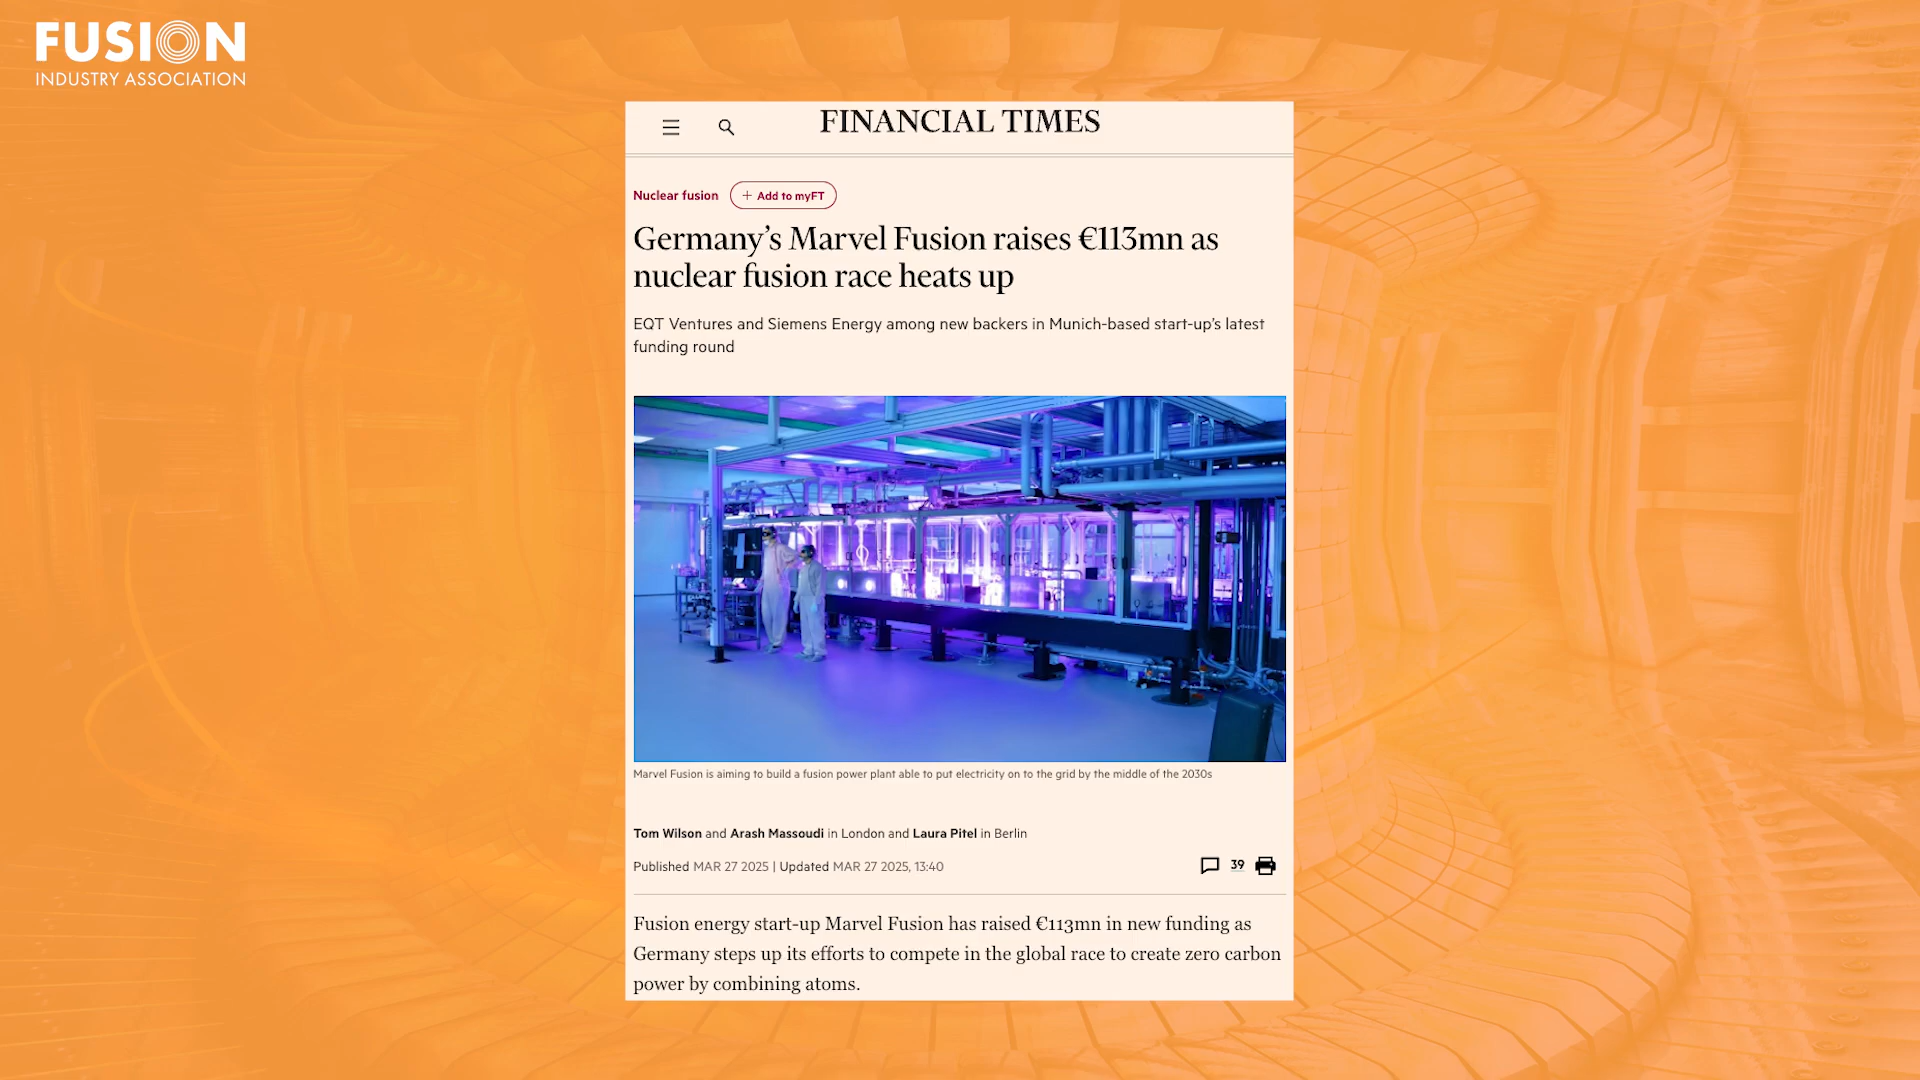 FUSION
INDUSTRY ASSOCIATION
FINANCIAL TIMES
Nuclear fusion
+ Add to myFT
Germany’s Marvel Fusion raises €113mn as
nuclear fusion race heats up
EQT Ventures and Siemens Energy among new backers in Munich-based start-up’s latest
funding round
Marvel Fusion is aiming to build a fusion power plant able to put electricity on to the grid by the middle of the 2030s
Tom Wilson and Arash Massoudi in London and Laura Pitel in Berlin
Published MAR 27 2025 | Updated MAR 27 2025, 13:40
39
Fusion energy start-up Marvel Fusion has raised €113mn in new funding as
Germany steps up its efforts to compete in the global race to create zero carbon
power by combining atoms.